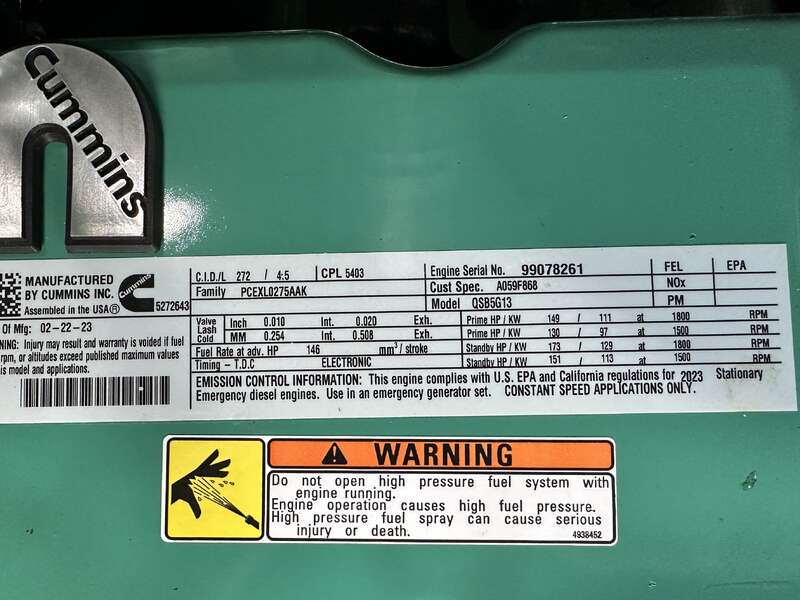 Cummins
MANUFACTURED
BY CUMMINS INC.
Assembled in the USA®
Cummins
5272643
Of Mfg: 02-22-23
NING: Injury may result and warranty is voided if fuel
rpm, or altitudes exceed published maximum values
is model and applications.
C.I.D./L 272 / 4.5 CPL 5403
Family PCEXL0275AAK
Engine Serial No. 99078261
Cust Spec. A059F868
Model QSB5G13
FEL EPA
NOx
PM
Valve Lash Cold Inch 0.010 Int. 0.020 Exh.
MM 0.254 Int. 0.508 Exh.
Fuel Rate at adv. HP 146 mm³/ stroke
Timing - T.D.C ELECTRONIC
Prime HP / KW 149 / 111 at 1800 RPM
Prime HP / KW 130 / 97 at 1500 RPM
Standby HP / KW 173 / 129 at 1800 RPM
Standby HP / KW 151 / 113 at 1500 RPM
EMISSION CONTROL INFORMATION: This engine complies with U.S. EPA and California regulations for 2023 Stationary
Emergency diesel engines. Use in an emergency generator set. CONSTANT SPEED APPLICATIONS ONLY.
WARNING
Do not open high pressure fuel system with
engine running.
Engine operation causes high fuel pressure.
High pressure fuel spray can cause serious
injury or death.
4938452